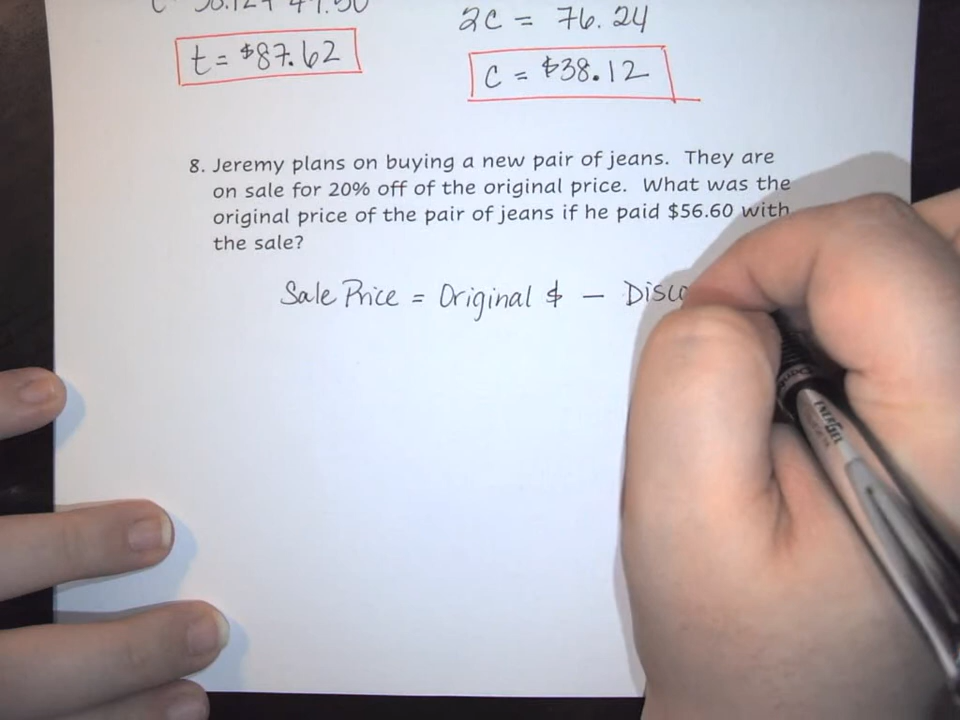 2C = 76.24
t = $87.62
C = $38.12
8. Jeremy plans on buying a new pair of jeans. They are
on sale for 20% off of the original price. What was the
original price of the pair of jeans if he paid $56.60 with
the sale?
Sale Price = Original $ - Disco
ENERGEL